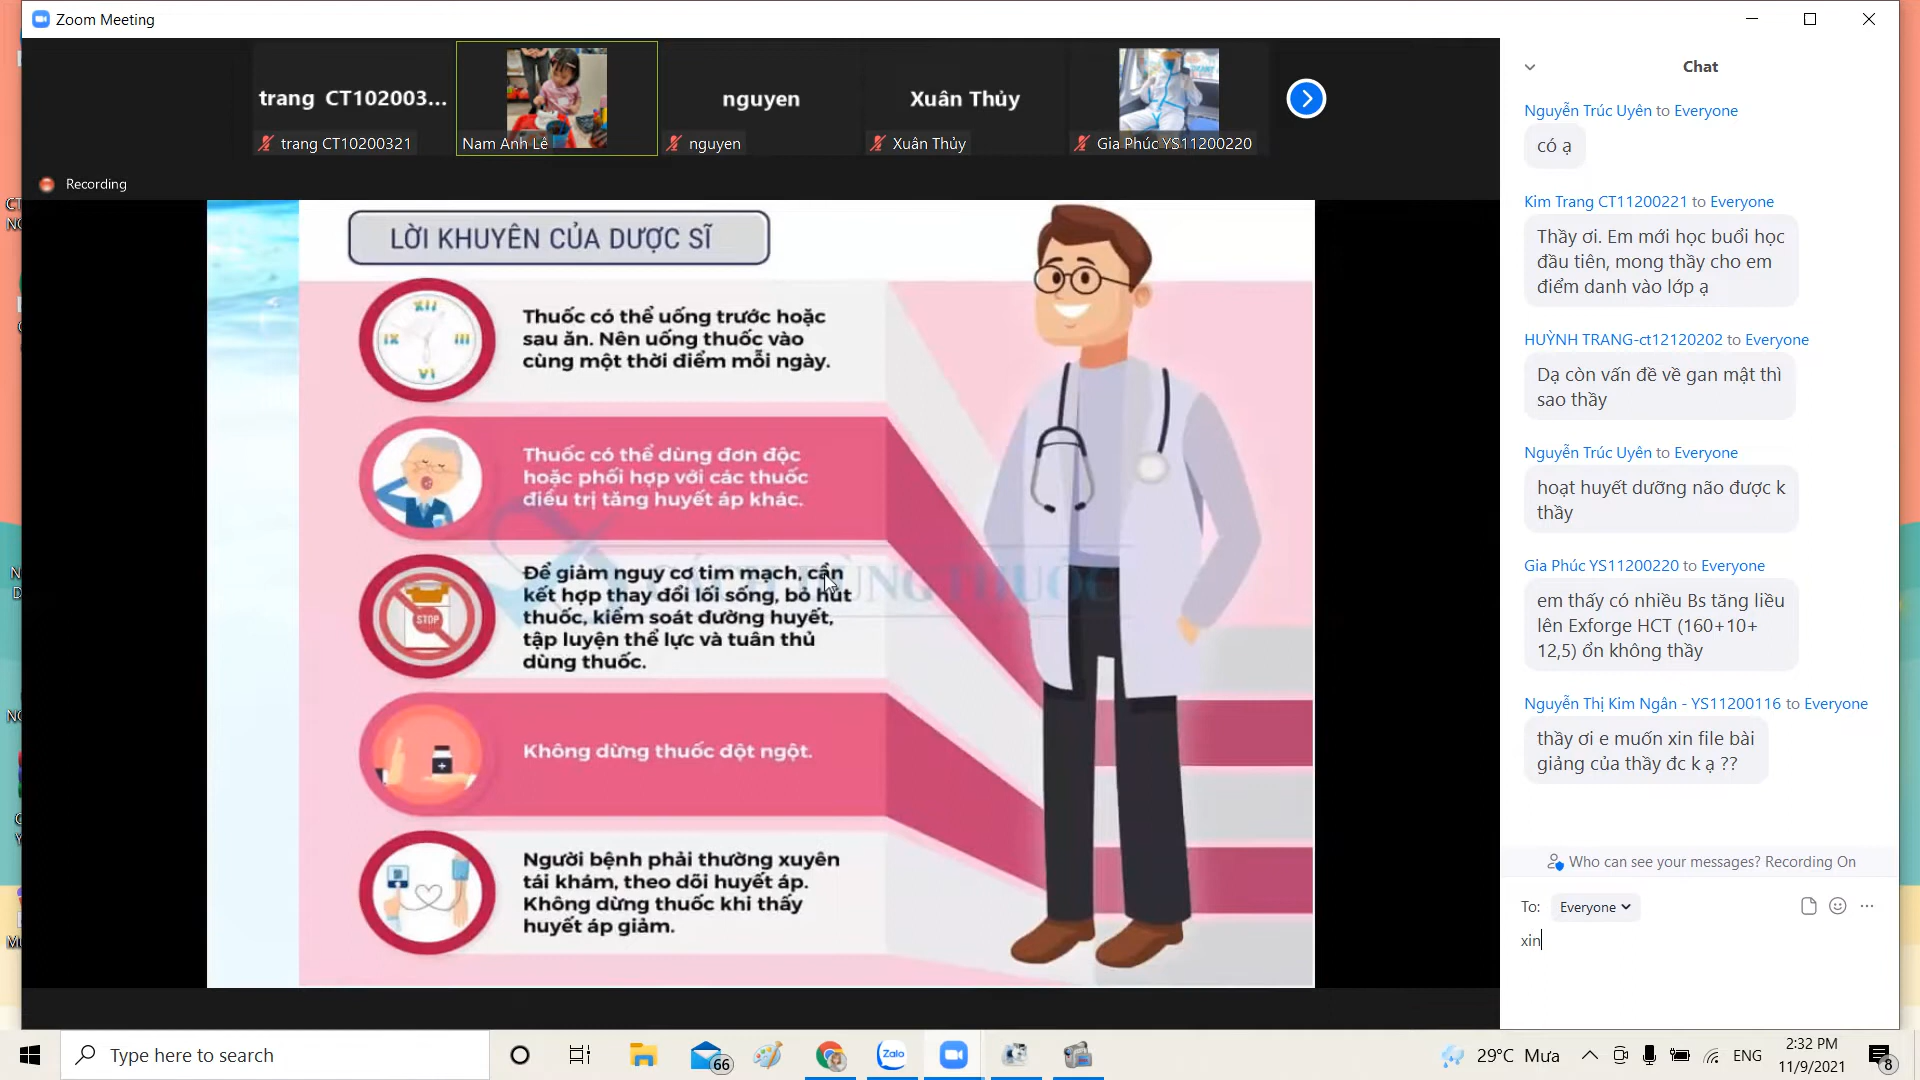 Zoom Meeting
trang CT102003...
nguyen
Xuân Thủy
trang CT10200321
Nam Anh Lê
nguyen
Xuân Thủy
Gia Phúc YS11200220
Recording
LỜI KHUYÊN CỦA DƯỢC SĨ
XII
IX
III
VI
Thuốc có thể uống trước hoặc
sau ăn. Nên uống thuốc vào
cùng một thời điểm mỗi ngày.
Thuốc có thể dùng đơn độc
hoặc phối hợp với các thuốc
điều trị tăng huyết áp khác.
CÁCH DÙNG THUỐC
STOP
Để giảm nguy cơ tim mạch, cần
kết hợp thay đổi lối sống, bỏ hút
thuốc, kiểm soát đường huyết,
tập luyện thể lực và tuân thủ
dùng thuốc.
Không dừng thuốc đột ngột.
Người bệnh phải thường xuyên
tái khám, theo dõi huyết áp.
Không dừng thuốc khi thấy
huyết áp giảm.
Chat
Nguyễn Trúc Uyên to Everyone
có ạ
Kim Trang CT11200221 to Everyone
Thầy ơi. Em mới học buổi học
đầu tiên, mong thầy cho em
điểm danh vào lớp ạ
HUỲNH TRANG-ct12120202 to Everyone
Dạ còn vấn đề về gan mật thì
sao thầy
Nguyễn Trúc Uyên to Everyone
hoạt huyết dưỡng não được k
thầy
Gia Phúc YS11200220 to Everyone
em thấy có nhiều Bs tăng liều
lên Exforge HCT (160+10+
12,5) ổn không thầy
Nguyễn Thị Kim Ngân - YS11200116 to Everyone
thầy ơi e muốn xin file bài
giảng của thầy đc k ạ ??
Who can see your messages? Recording On
To: Everyone
xin
Type here to search
66
Zalo
29°C Mưa
ENG
2:32 PM
11/9/2021
8